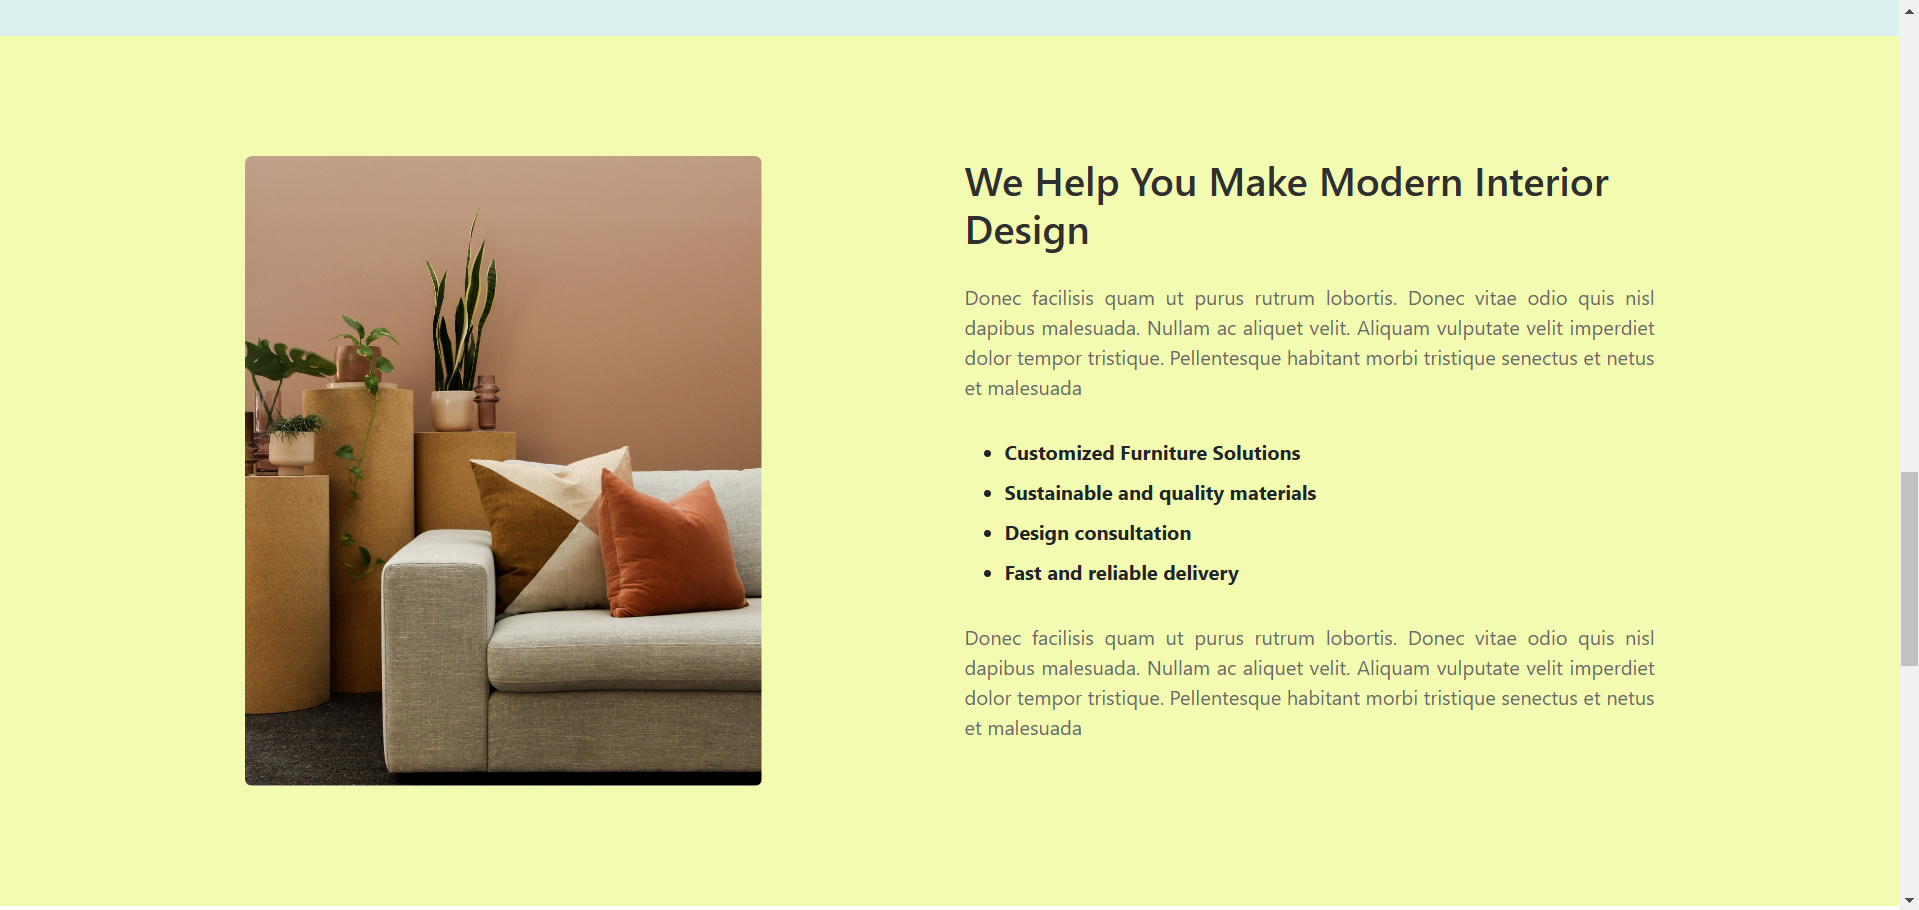 We Help You Make Modern Interior
Design
Donec facilisis quam ut purus rutrum lobortis. Donec vitae odio quis nisl
dapibus malesuada. Nullam ac aliquet velit. Aliquam vulputate velit imperdiet
dolor tempor tristique. Pellentesque habitant morbi tristique senectus et netus
et malesuada
• Customized Furniture Solutions
• Sustainable and quality materials
• Design consultation
• Fast and reliable delivery
Donec facilisis quam ut purus rutrum lobortis. Donec vitae odio quis nisl
dapibus malesuada. Nullam ac aliquet velit. Aliquam vulputate velit imperdiet
dolor tempor tristique. Pellentesque habitant morbi tristique senectus et netus
et malesuada